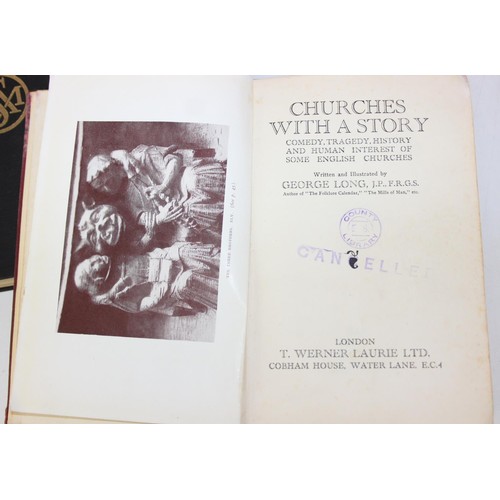 CHURCHES
WITH A STORY
COMEDY, TRAGEDY, HISTORY
AND HUMAN INTEREST OF
SOME ENGLISH CHURCHES
Written and Illustrated by
GEORGE LONG, J.P., F.R.G.S.
Author of "The Folklore Calendar," "The Mills of Man," etc.
COUNTY
LIBRARY
CANCELLED
LONDON
T. WERNER LAURIE LTD.
COBHAM HOUSE, WATER LANE, E.C.4